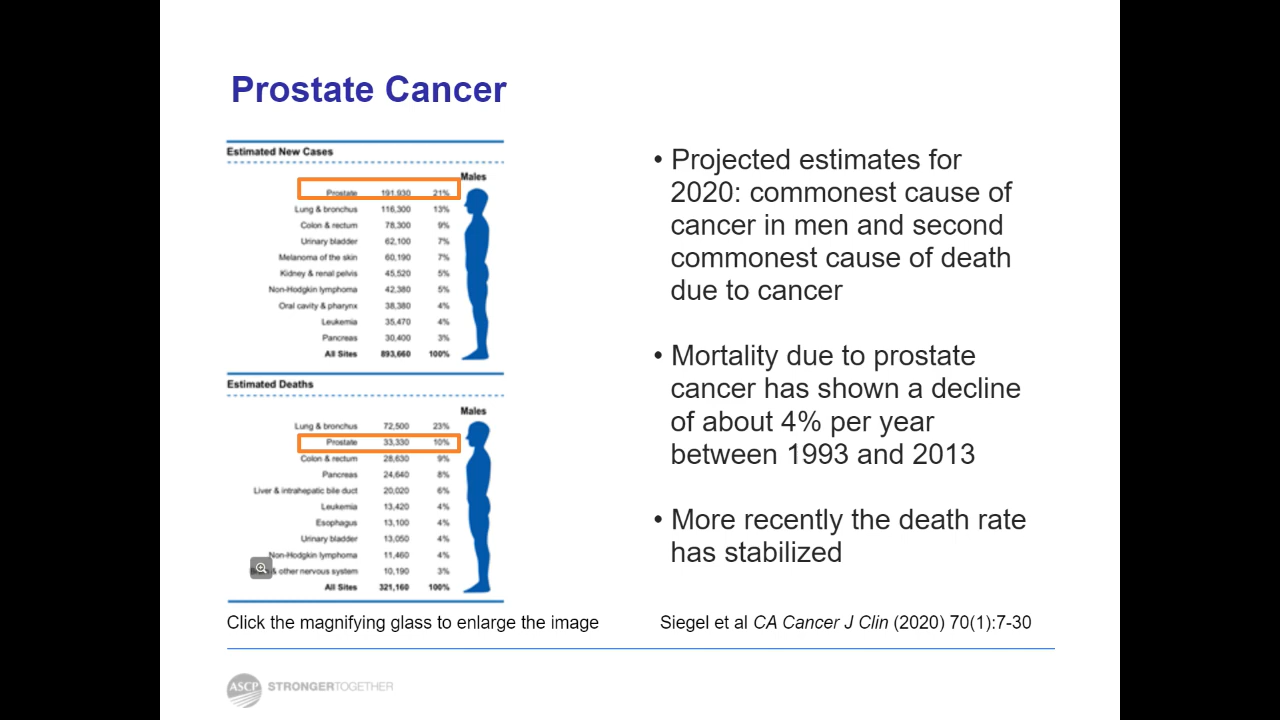 Prostate Cancer
Estimated New Cases
Males
Prostate 191,930 21%
Lung & bronchus 116,300 13%
Colon & rectum 78,300 9%
Urinary bladder 62,100 7%
Melanoma of the skin 60,190 7%
Kidney & renal pelvis 45,520 5%
Non-Hodgkin lymphoma 42,380 5%
Oral cavity & pharynx 38,380 4%
Leukemia 35,470 4%
Pancreas 30,400 3%
All Sites 893,660 100%
Estimated Deaths
Males
Lung & bronchus 72,500 23%
Prostate 33,330 10%
Colon & rectum 28,630 9%
Pancreas 24,640 8%
Liver & intrahepatic bile duct 20,020 6%
Leukemia 13,420 4%
Esophagus 13,100 4%
Urinary bladder 13,050 4%
Non-Hodgkin lymphoma 11,460 4%
& other nervous system 10,190 3%
All Sites 321,160 100%
Click the magnifying glass to enlarge the image
• Projected estimates for
2020: commonest cause of
cancer in men and second
commonest cause of death
due to cancer
• Mortality due to prostate
cancer has shown a decline
of about 4% per year
between 1993 and 2013
• More recently the death rate
has stabilized
Siegel et al CA Cancer J Clin (2020) 70(1):7-30
ASCP STRONGERTOGETHER